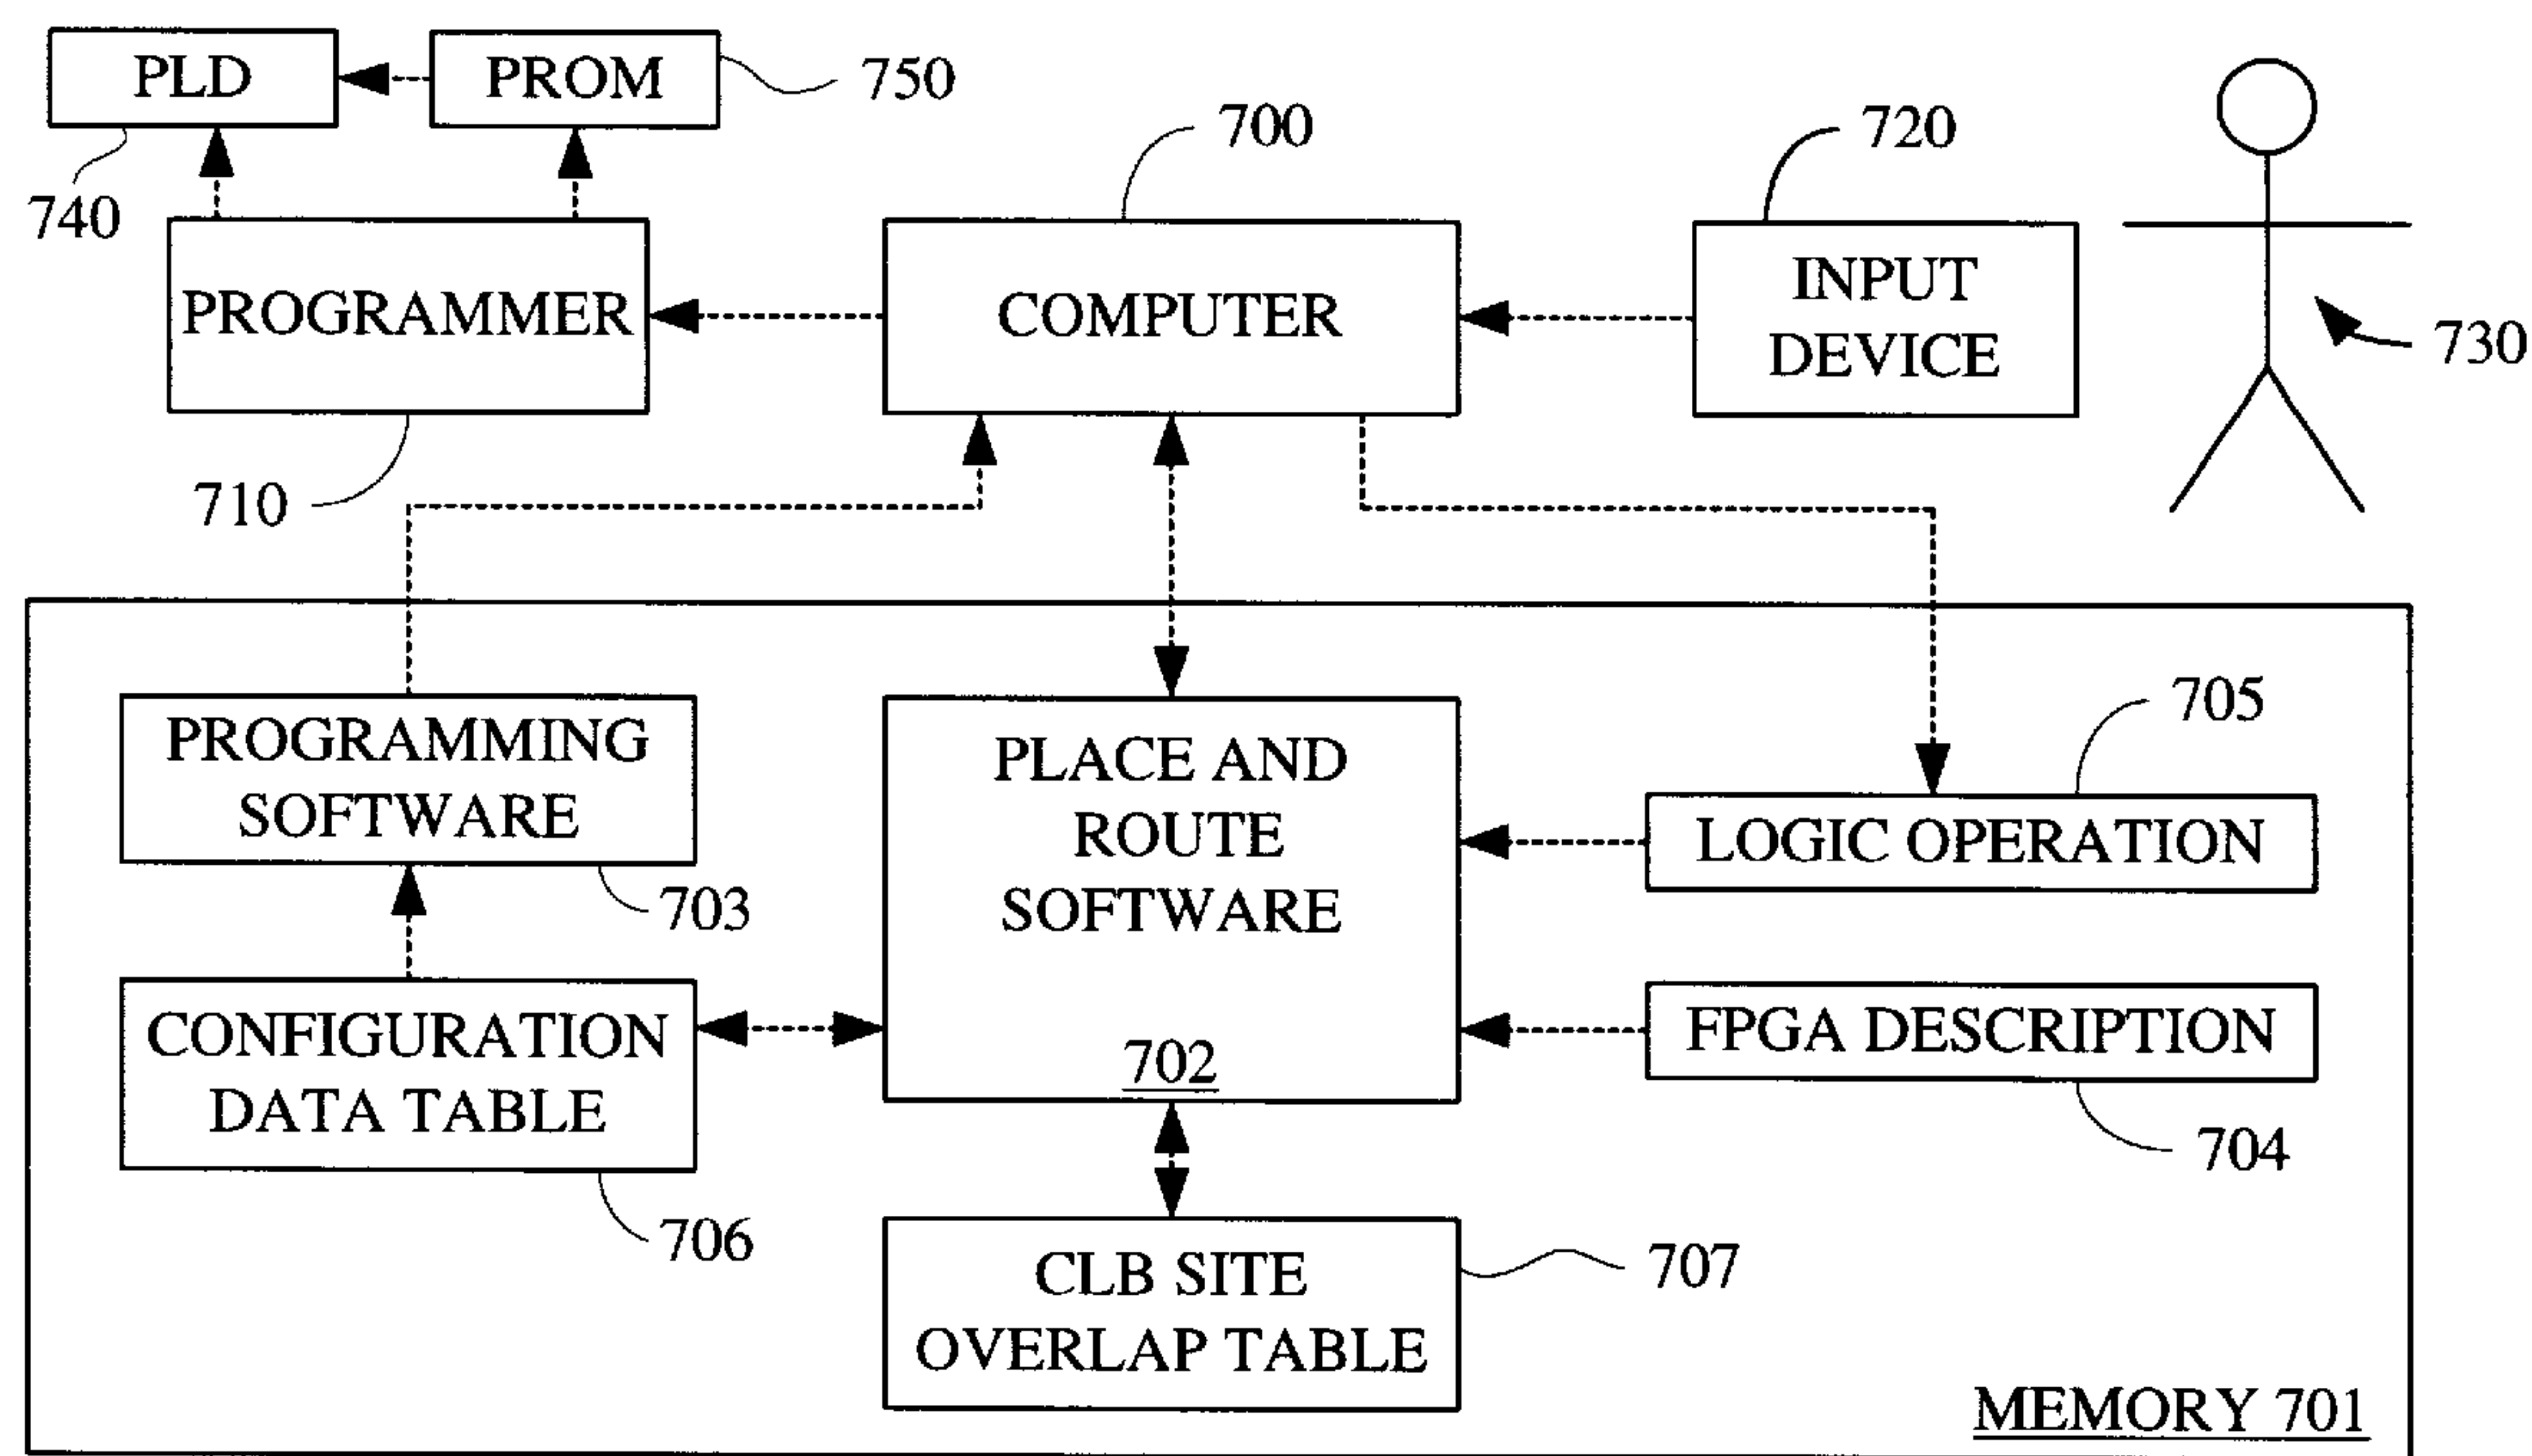 PLD
PROM
750
700
720
740
PROGRAMMER
COMPUTER
INPUT
DEVICE
730
710
PROGRAMMING
SOFTWARE
703
PLACE AND
ROUTE
SOFTWARE
702
705
LOGIC OPERATION
FPGA DESCRIPTION
704
CONFIGURATION
DATA TABLE
706
CLB SITE
OVERLAP TABLE
707
MEMORY 701